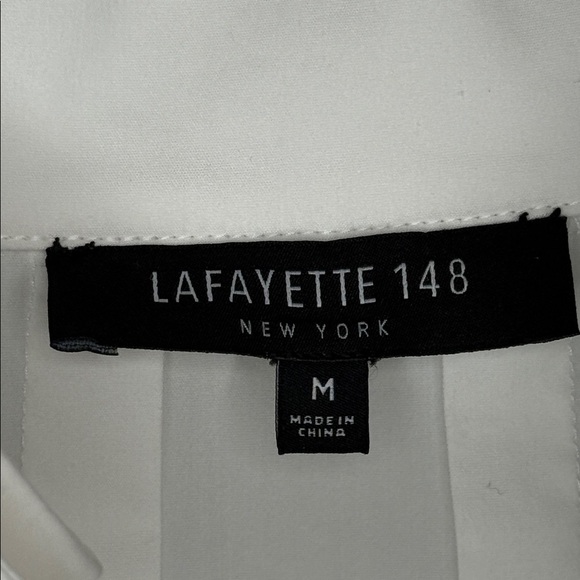 LAFAYETTE 148
NEW YORK
M
MADE IN
CHINA